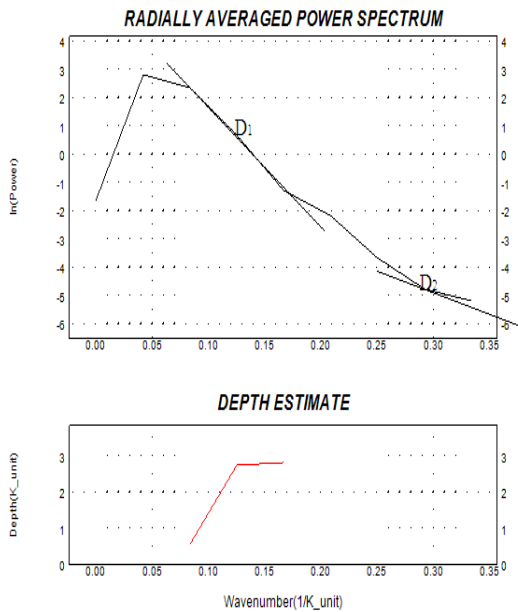 RADIALLY AVERAGED POWER SPECTRUM
4 4
3 3
2 2
1 1
0 0
-1 -1
-2 -2
-3 -3
-4 -4
-5 -5
-6 -6
ln(Power)
D1
D2
0.00 0.05 0.10 0.15 0.20 0.25 0.30 0.35
DEPTH ESTIMATE
3 3
2 2
1 1
0 0
Depth(K_unit)
0.00 0.05 0.10 0.15 0.20 0.25 0.30 0.35
Wavenumber(1/K_unit)